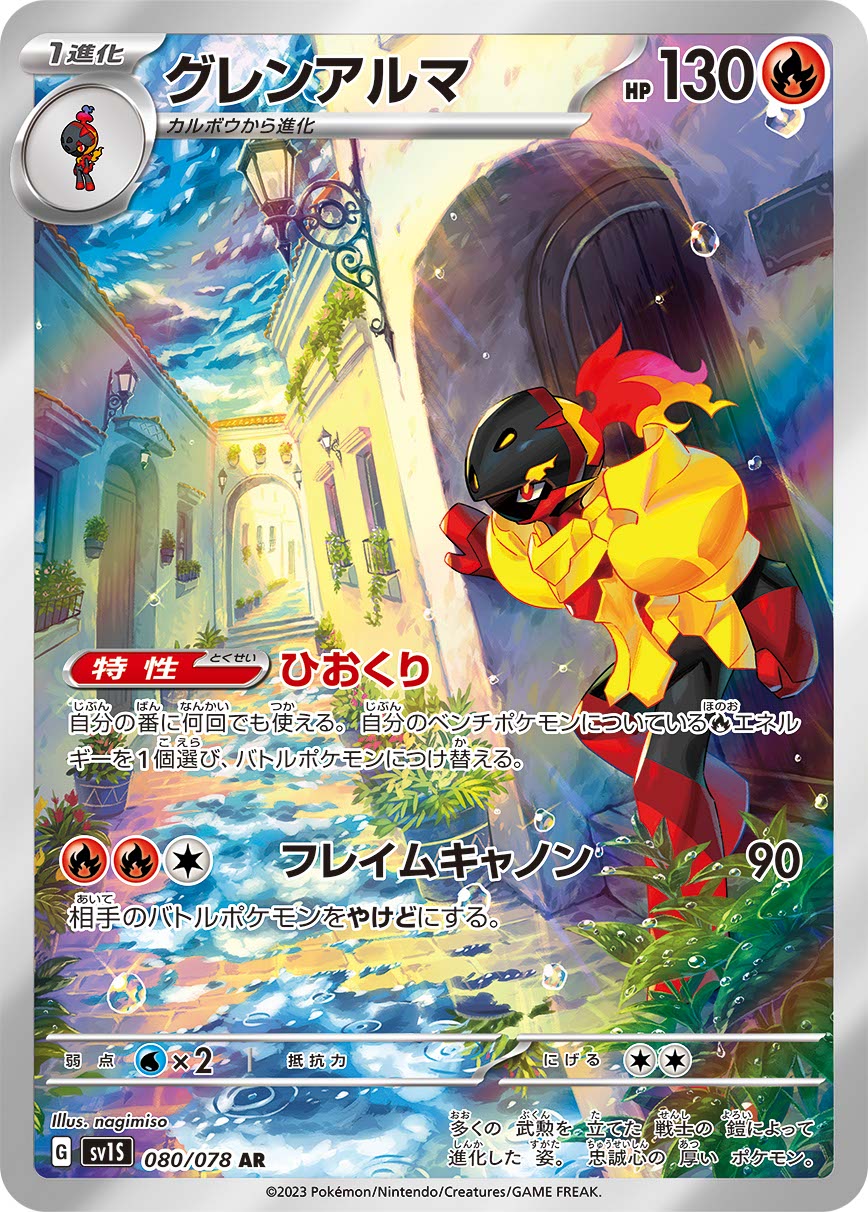 1進化
グレンアルマ
HP 130
カルボウから進化
特性 とくせい ひおくり
自分の番に何回でも使える。自分のベンチポケモンについているエネル
ギーを1個選び、バトルポケモンにつけ替える。
フレイムキャノン 90
相手のバトルポケモンをやけどにする。
弱点 ×2 抵抗力 にげる
Illus. nagimiso
多くの 武勲を 立てた 戦士の 鎧によって
進化した 姿。 忠誠心の 厚い ポケモン。
G sv1S 080/078 AR
©2023 Pokémon/Nintendo/Creatures/GAME FREAK.